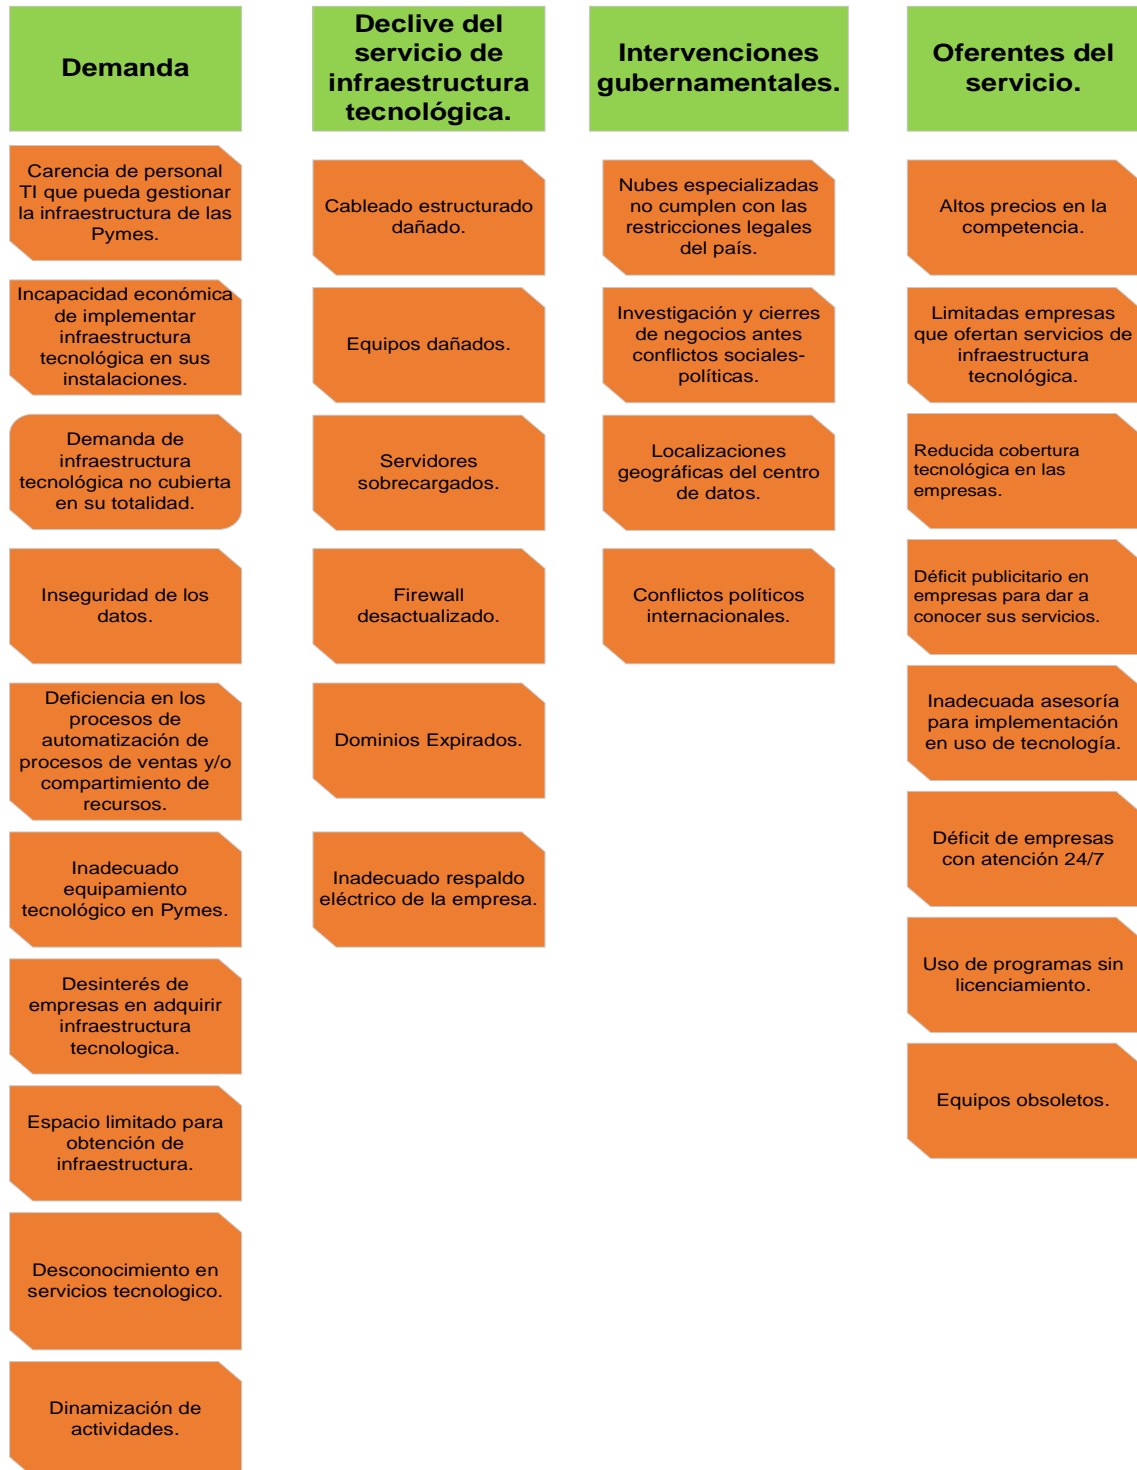 Demanda
Carencia de personal
TI que pueda gestionar
la infraestructura de las
Pymes.
Incapacidad económica
de implementar
infraestructura
tecnológica en sus
instalaciones.
Demanda de
infraestructura
tecnológica no cubierta
en su totalidad.
Inseguridad de los
datos.
Deficiencia en los
procesos de
automatización de
procesos de ventas y/o
compartimiento de
recursos.
Inadecuado
equipamiento
tecnológico en Pymes.
Desinterés de
empresas en adquirir
infraestructura
tecnologica.
Espacio limitado para
obtención de
infraestructura.
Desconocimiento en
servicios tecnologico.
Dinamización de
actividades.
Declive del
servicio de
infraestructura
tecnológica.
Cableado estructurado
dañado.
Equipos dañados.
Servidores
sobrecargados.
Firewall
desactualizado.
Dominios Expirados.
Inadecuado respaldo
eléctrico de la empresa.
Intervenciones
gubernamentales.
Nubes especializadas
no cumplen con las
restricciones legales
del país.
Investigación y cierres
de negocios antes
conflictos sociales-
políticas.
Localizaciones
geográficas del centro
de datos.
Conflictos políticos
internacionales.
Oferentes del
servicio.
Altos precios en la
competencia.
Limitadas empresas
que ofertan servicios de
infraestructura
tecnológica.
Reducida cobertura
tecnológica en las
empresas.
Déficit publicitario en
empresas para dar a
conocer sus servicios.
Inadecuada asesoría
para implementación
en uso de tecnología.
Déficit de empresas
con atención 24/7
Uso de programas sin
licenciamiento.
Equipos obsoletos.